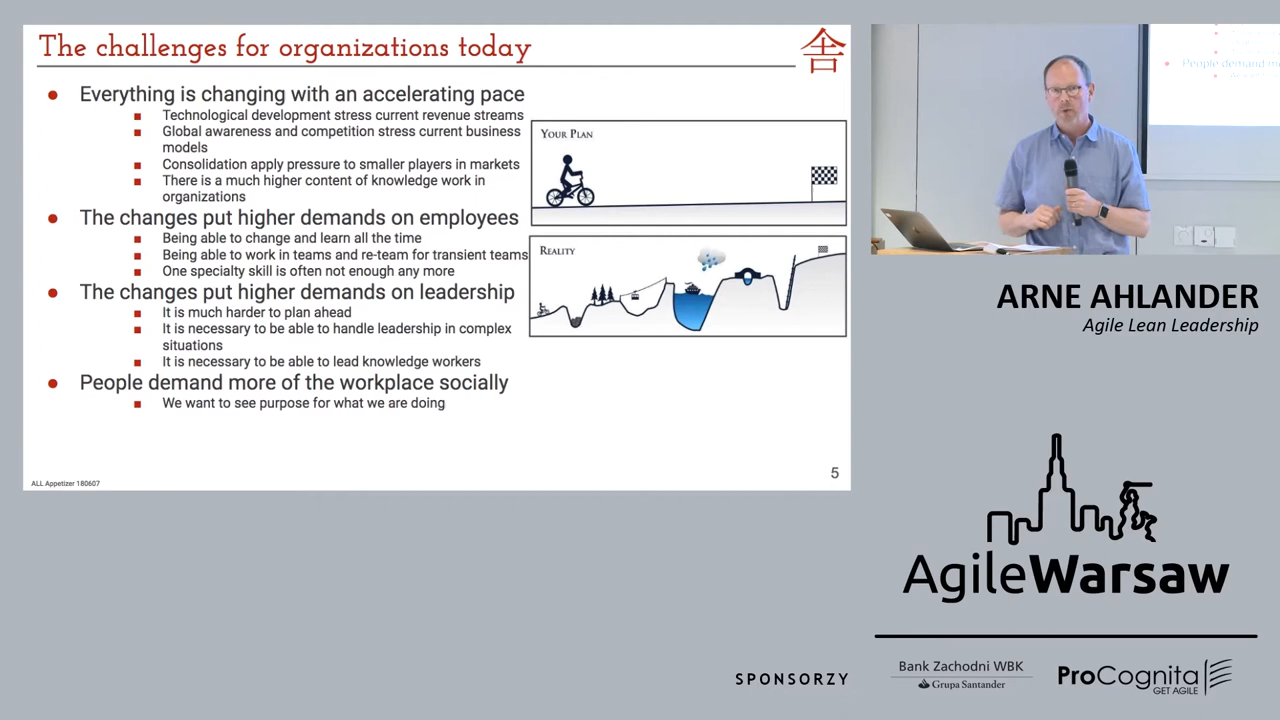 The challenges for organizations today
舎
Everything is changing with an accelerating pace
Technological development stress current revenue streams
Global awareness and competition stress current business
models
Consolidation apply pressure to smaller players in markets
There is a much higher content of knowledge work in
organizations
The changes put higher demands on employees
Being able to change and learn all the time
Being able to work in teams and re-team for transient teams
One specialty skill is often not enough any more
The changes put higher demands on leadership
It is much harder to plan ahead
It is necessary to be able to handle leadership in complex
situations
It is necessary to be able to lead knowledge workers
People demand more of the workplace socially
We want to see purpose for what we are doing
YOUR PLAN
REALITY
ALL Appetizer 180607
5
People demand m
ARNE AHLANDER
Agile Lean Leadership
AgileWarsaw
SPONSORZY
Bank Zachodni WBK
Grupa Santander
ProCognita
GET AGILE